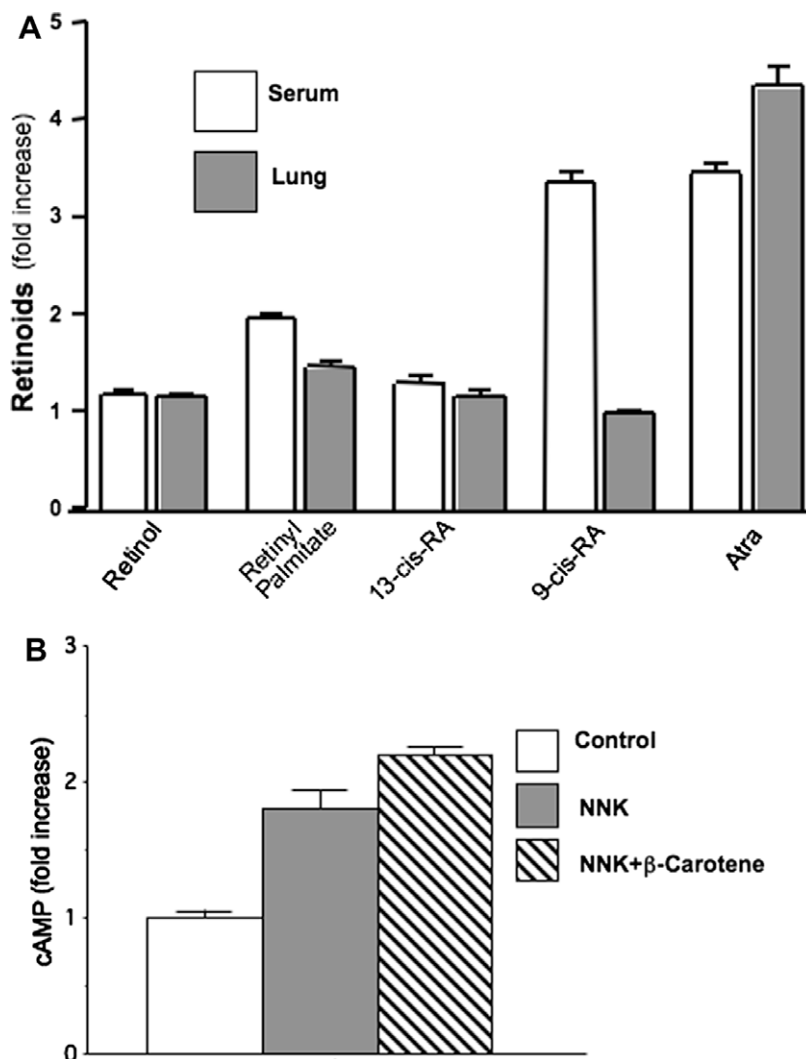 A
Retinoids (fold increase)
5
4
3
2
1
0
Serum
Lung
Retinol
Retinyl
Palmitate
13-cis-RA
9-cis-RA
Atra
B
cAMP (fold increase)
3
2
1
0
Control
NNK
NNK+β-Carotene